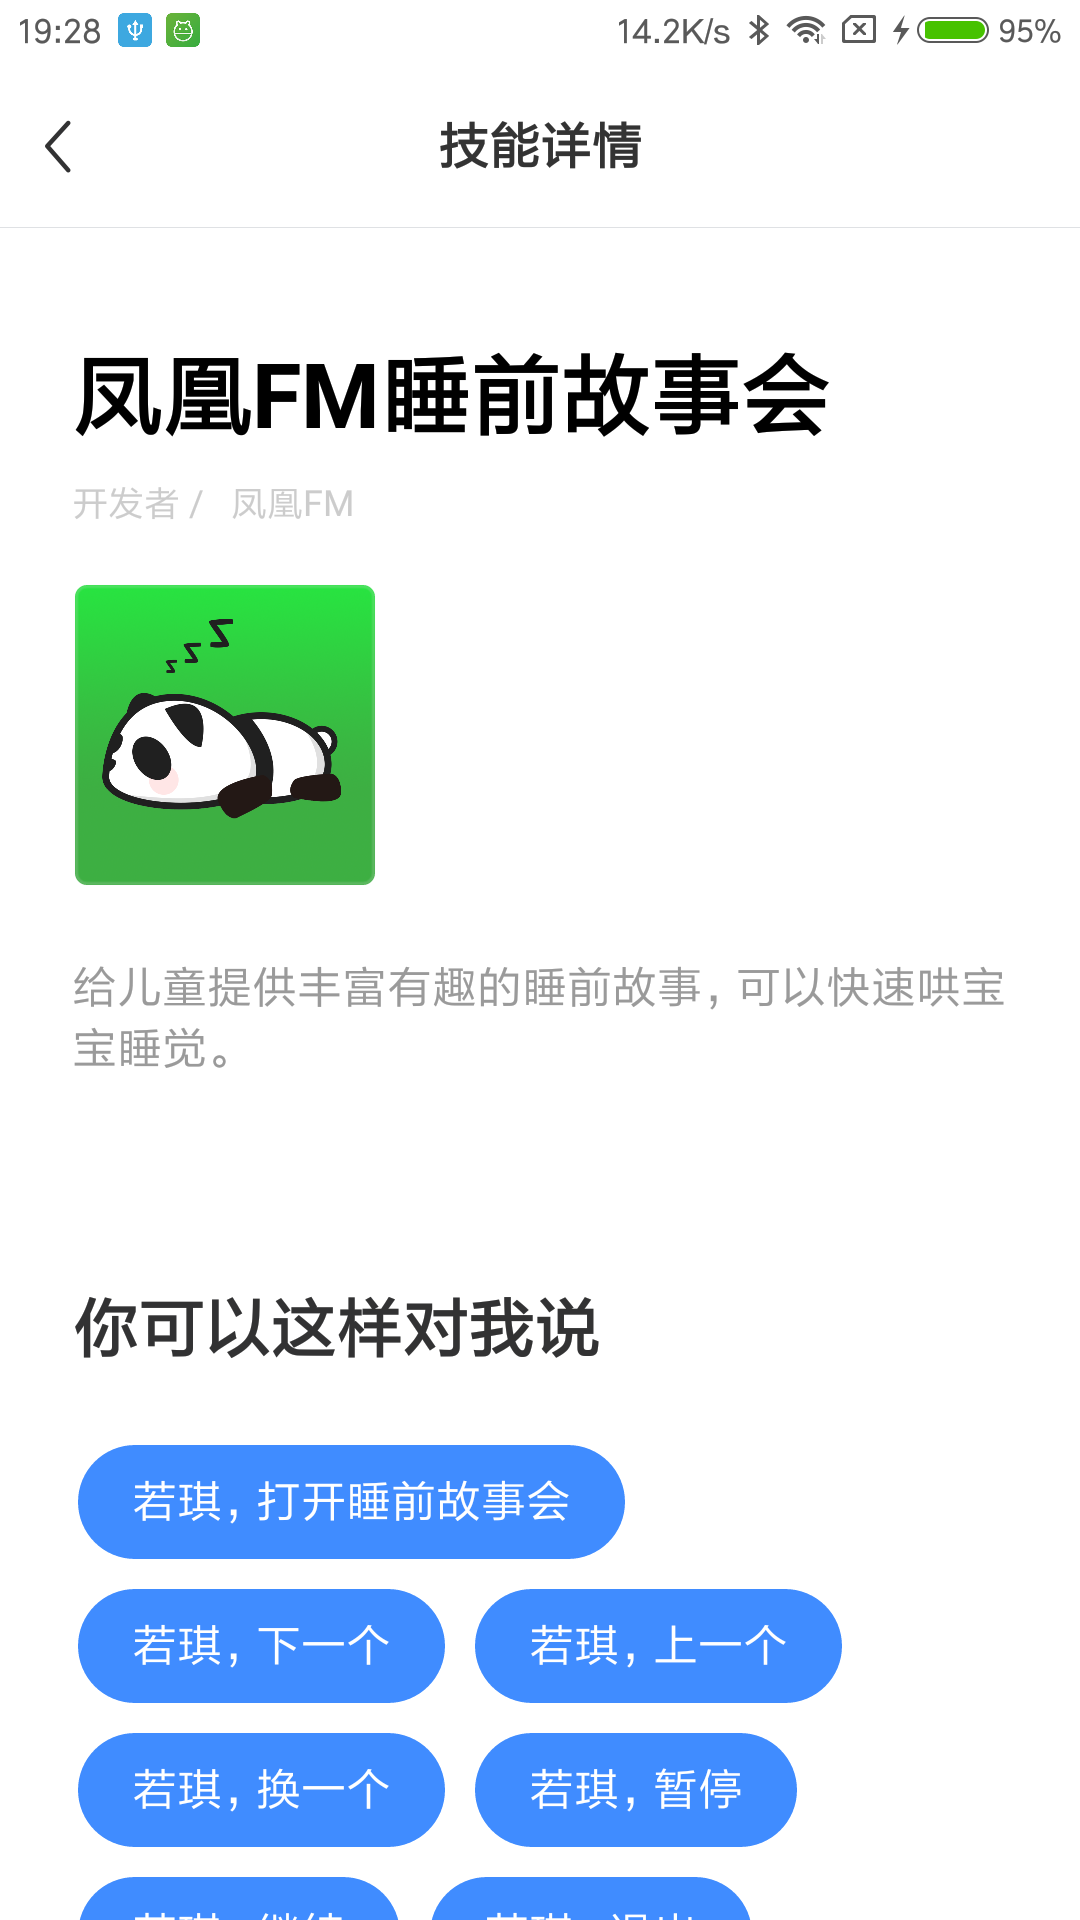 19:28
14.2K/s
95%
技能详情
凤凰FM睡前故事会
开发者 / 凤凰FM
z z Z
给儿童提供丰富有趣的睡前故事，可以快速哄宝
宝睡觉。
你可以这样对我说
若琪，打开睡前故事会
若琪，下一个
若琪，上一个
若琪，换一个
若琪，暂停